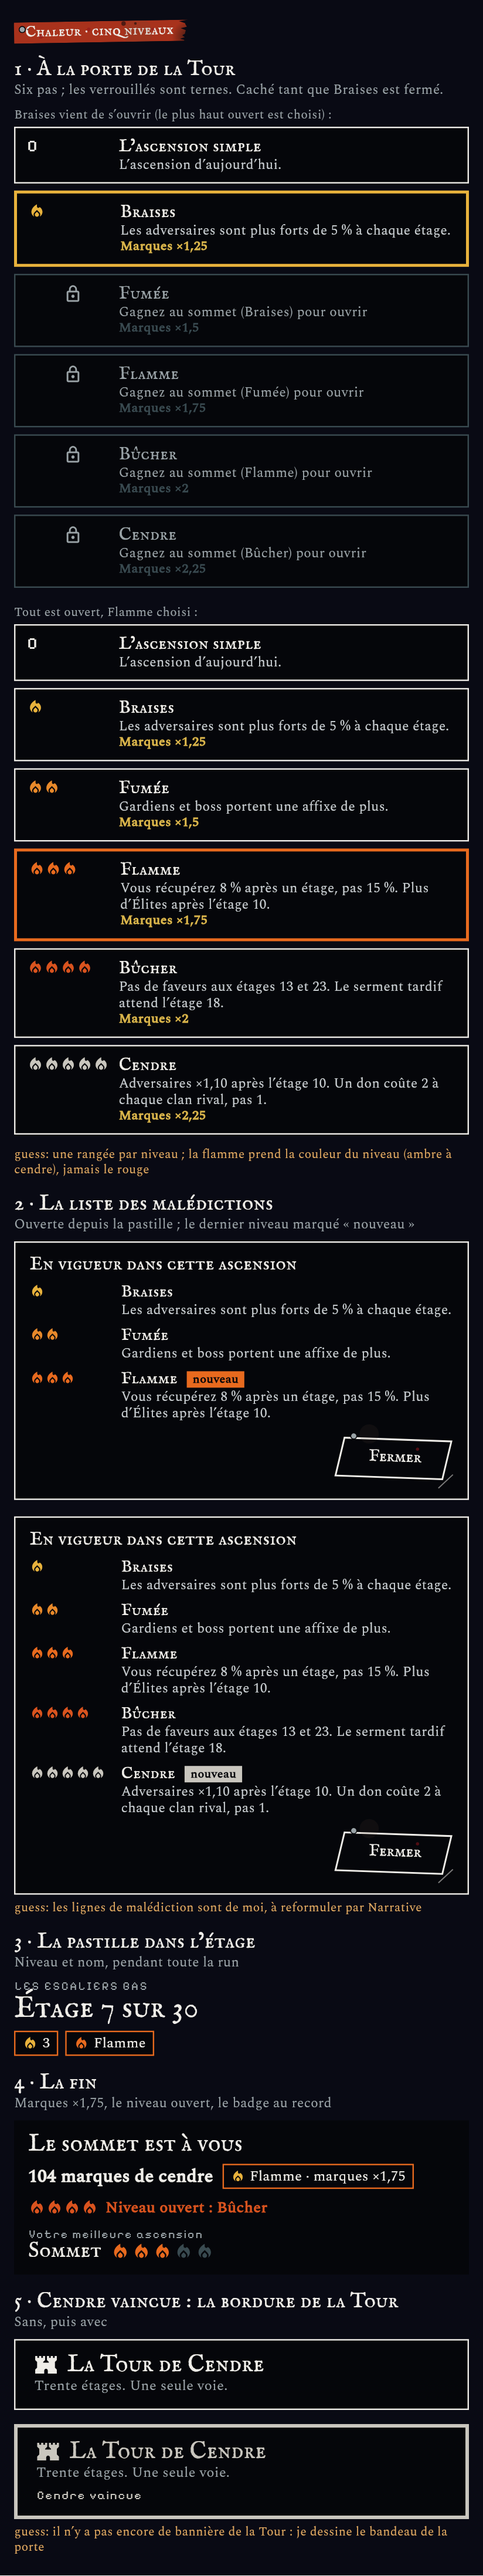 Chaleur · cinq niveaux
1 · À la porte de la Tour
Six pas ; les verrouillés sont ternes. Caché tant que Braises est fermé.
Braises vient de s’ouvrir (le plus haut ouvert est choisi) :
0
L’ascension simple
L’ascension d’aujourd’hui.
Braises
Les adversaires sont plus forts de 5 % à chaque étage.
Marques ×1,25
Fumée
Gagnez au sommet (Braises) pour ouvrir
Marques ×1,5
Flamme
Gagnez au sommet (Fumée) pour ouvrir
Marques ×1,75
Bûcher
Gagnez au sommet (Flamme) pour ouvrir
Marques ×2
Cendre
Gagnez au sommet (Bûcher) pour ouvrir
Marques ×2,25
Tout est ouvert, Flamme choisi :
0
L’ascension simple
L’ascension d’aujourd’hui.
Braises
Les adversaires sont plus forts de 5 % à chaque étage.
Marques ×1,25
Fumée
Gardiens et boss portent une affixe de plus.
Marques ×1,5
Flamme
Vous récupérez 8 % après un étage, pas 15 %. Plus
d’Élites après l’étage 10.
Marques ×1,75
Bûcher
Pas de faveurs aux étages 13 et 23. Le serment tardif
attend l’étage 18.
Marques ×2
Cendre
Adversaires ×1,10 après l’étage 10. Un don coûte 2 à
chaque clan rival, pas 1.
Marques ×2,25
guess: une rangée par niveau ; la flamme prend la couleur du niveau (ambre à
cendre), jamais le rouge
2 · La liste des malédictions
Ouverte depuis la pastille ; le dernier niveau marqué « nouveau »
En vigueur dans cette ascension
Braises
Les adversaires sont plus forts de 5 % à chaque étage.
Fumée
Gardiens et boss portent une affixe de plus.
Flamme nouveau
Vous récupérez 8 % après un étage, pas 15 %. Plus
d’Élites après l’étage 10.
Fermer
En vigueur dans cette ascension
Braises
Les adversaires sont plus forts de 5 % à chaque étage.
Fumée
Gardiens et boss portent une affixe de plus.
Flamme
Vous récupérez 8 % après un étage, pas 15 %. Plus
d’Élites après l’étage 10.
Bûcher
Pas de faveurs aux étages 13 et 23. Le serment tardif
attend l’étage 18.
Cendre nouveau
Adversaires ×1,10 après l’étage 10. Un don coûte 2 à
chaque clan rival, pas 1.
Fermer
guess: les lignes de malédiction sont de moi, à reformuler par Narrative
3 · La pastille dans l’étage
Niveau et nom, pendant toute la run
Les escaliers bas
Étage 7 sur 30
3 Flamme
4 · La fin
Marques ×1,75, le niveau ouvert, le badge au record
Le sommet est à vous
104 marques de cendre Flamme · marques ×1,75
Niveau ouvert : Bûcher
Votre meilleure ascension
Sommet
5 · Cendre vaincue : la bordure de la Tour
Sans, puis avec
La Tour de Cendre
Trente étages. Une seule voie.
La Tour de Cendre
Trente étages. Une seule voie.
Cendre vaincue
guess: il n’y a pas encore de bannière de la Tour : je dessine le bandeau de la
porte